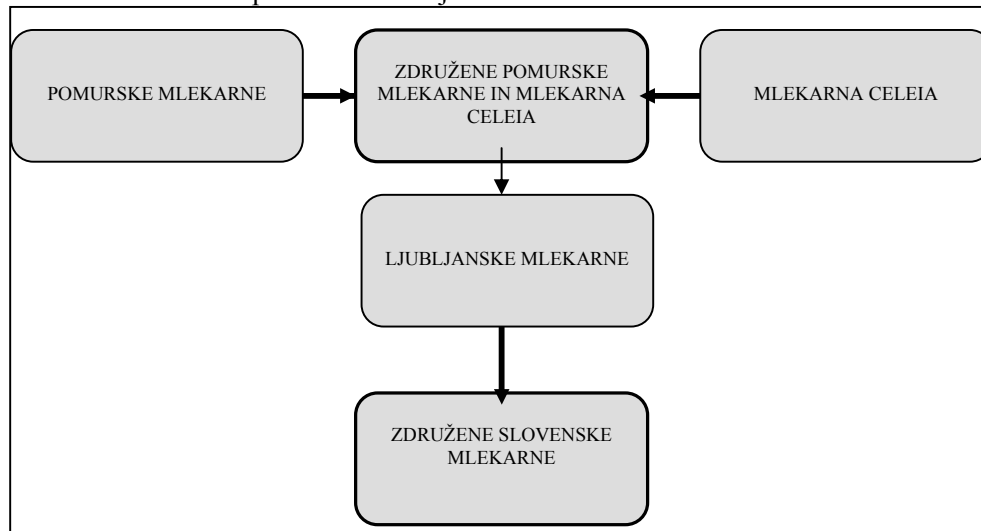 POMURSKE MLEKARNE
ZDRUŽENE POMURSKE
MLEKARNE IN MLEKARNA
CELEIA
MLEKARNA CELEIA
LJUBLJANSKE MLEKARNE
ZDRUŽENE SLOVENSKE
MLEKARNE